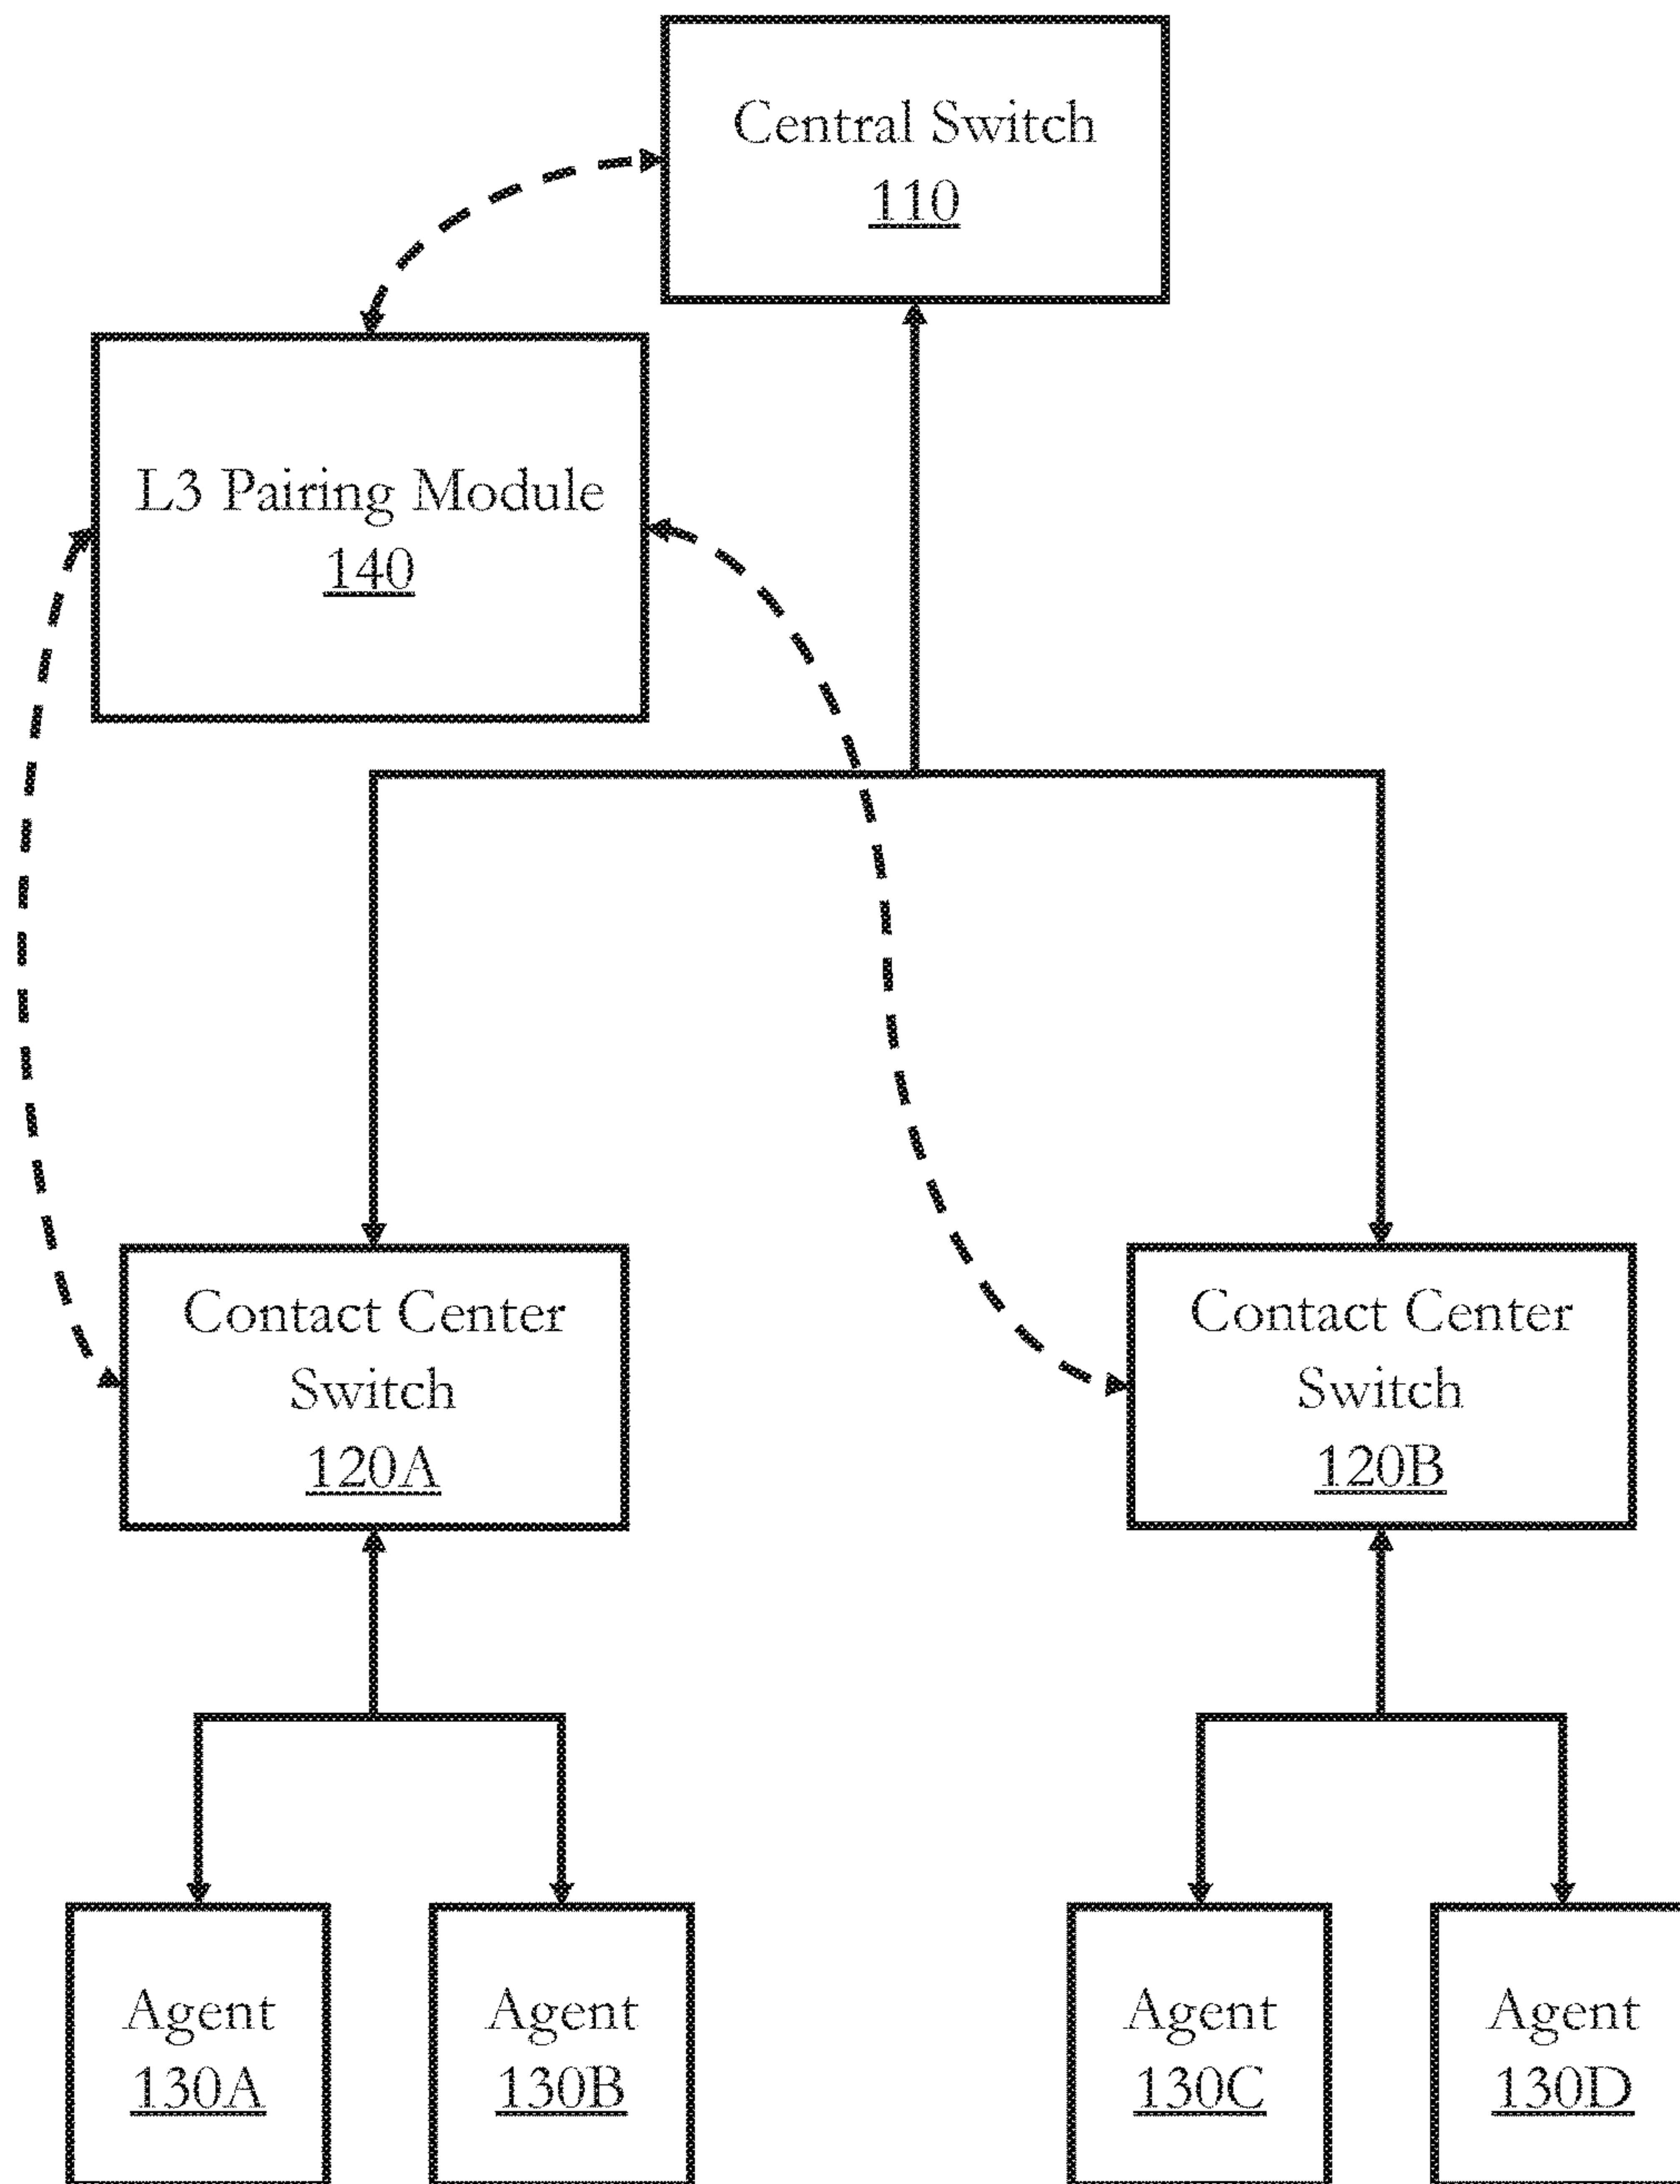 Central Switch
110
L3 Pairing Module
140
Contact Center
Switch
120A
Contact Center
Switch
120B
Agent
130A
Agent
130B
Agent
130C
Agent
130D